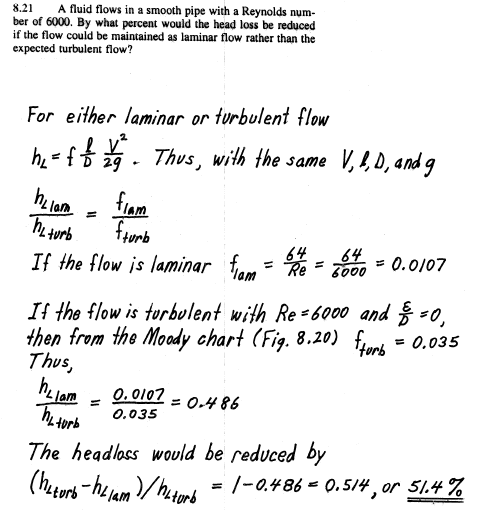 8.21 A fluid flows in a smooth pipe with a Reynolds num-
ber of 6000. By what percent would the head loss be reduced
if the flow could be maintained as laminar flow rather than the
expected turbulent flow?
For either laminar or turbulent flow
h_L = f ℓ/D V²/2g . Thus, with the same V, ℓ, D, and g
h_L lam / h_L turb = f_lam / f_turb
If the flow is laminar f_lam = 64/Re = 64/6000 = 0.0107
If the flow is turbulent with Re = 6000 and ε/D = 0,
then from the Moody chart (Fig. 8.20) f_turb = 0.035
Thus,
h_L lam / h_L turb = 0.0107 / 0.035 = 0.486
The headloss would be reduced by
(h_L turb - h_L lam) / h_L turb = 1 - 0.486 = 0.514, or 51.4 %